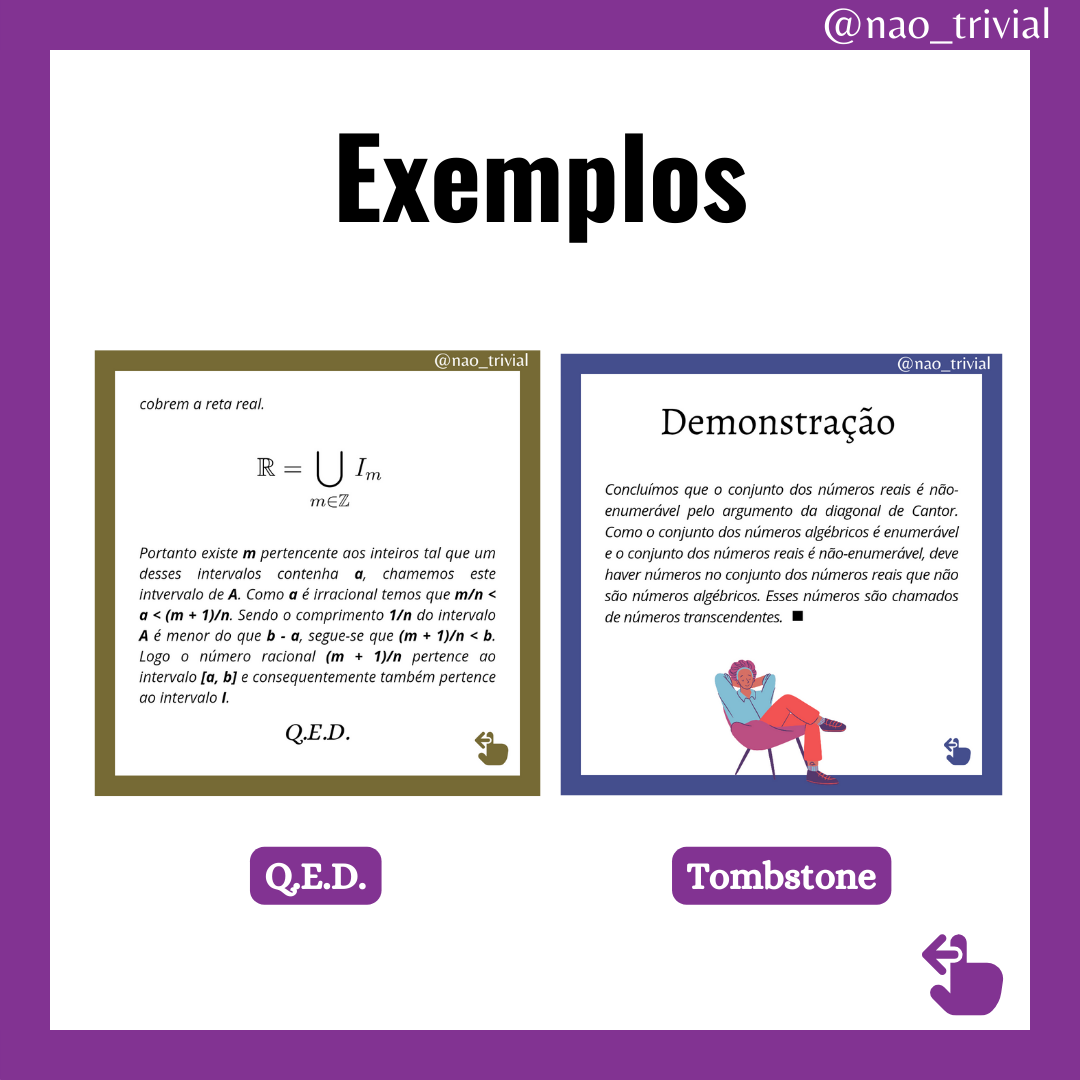 @nao_trivial
Exemplos
@nao_trivial
cobrem a reta real.
ℝ = ⋃ I_m
m∈ℤ
Portanto existe m pertencente aos inteiros tal que um
desses intervalos contenha a, chamemos este
intvervalo de A. Como a é irracional temos que m/n <
a < (m + 1)/n. Sendo o comprimento 1/n do intervalo
A é menor do que b - a, segue-se que (m + 1)/n < b.
Logo o número racional (m + 1)/n pertence ao
intervalo [a, b] e consequentemente também pertence
ao intervalo I.
Q.E.D.
@nao_trivial
Demonstração
Concluímos que o conjunto dos números reais é não-
enumerável pelo argumento da diagonal de Cantor.
Como o conjunto dos números algébricos é enumerável
e o conjunto dos números reais é não-enumerável, deve
haver números no conjunto dos números reais que não
são números algébricos. Esses números são chamados
de números transcendentes. ■
Q.E.D.
Tombstone